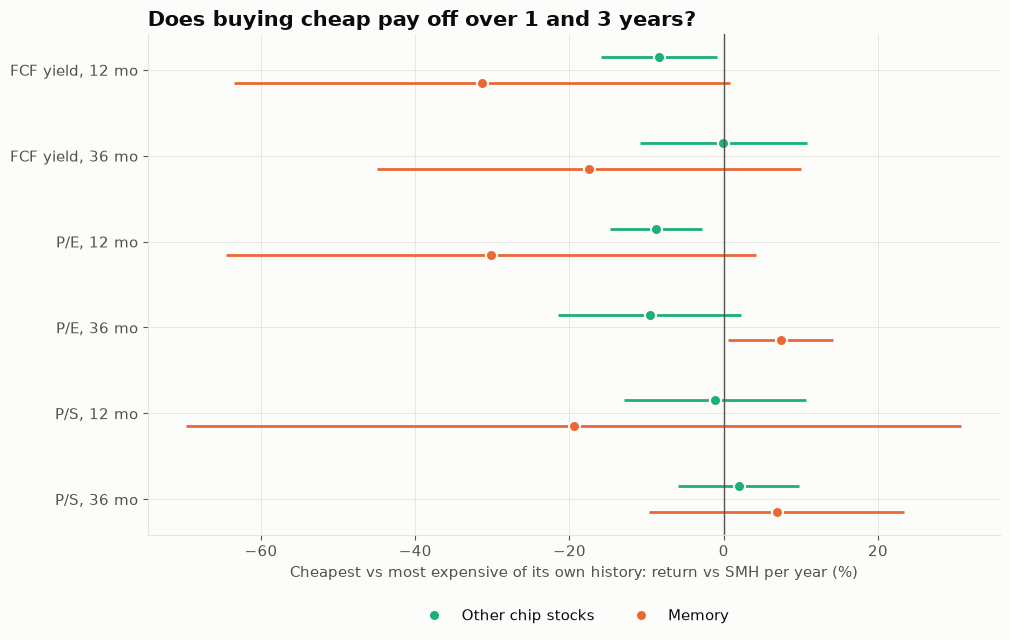 Does buying cheap pay off over 1 and 3 years?
FCF yield, 12 mo
FCF yield, 36 mo
P/E, 12 mo
P/E, 36 mo
P/S, 12 mo
P/S, 36 mo
−60 −40 −20 0 20
Cheapest vs most expensive of its own history: return vs SMH per year (%)
Other chip stocks Memory